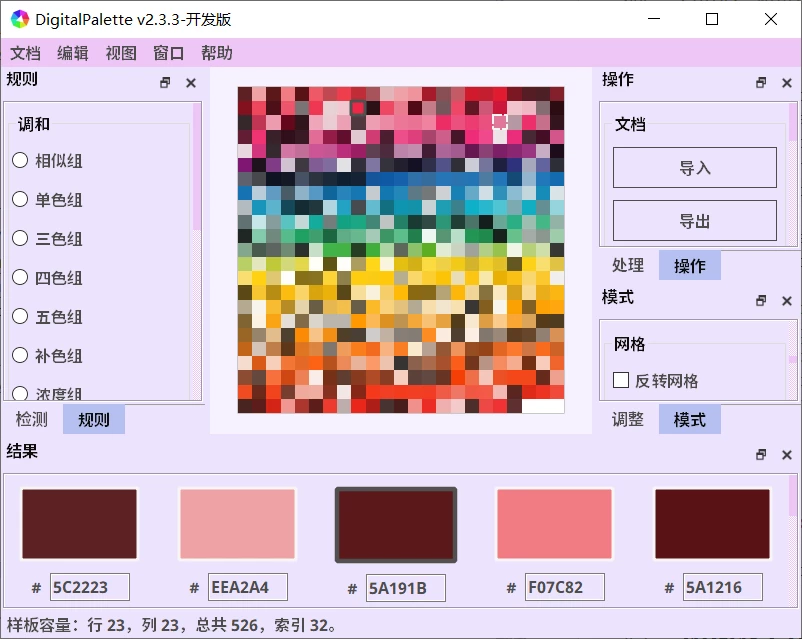 DigitalPalette v2.3.3-开发版
文档 编辑 视图 窗口 帮助
规则
调和
相似组
单色组
三色组
四色组
五色组
补色组
浓度组
检测 规则
操作
文档
导入
导出
处理 操作
模式
网格
反转网格
调整 模式
结果
# 5C2223 # EEA2A4 # 5A191B # F07C82 # 5A1216
样板容量：行 23，列 23，总共 526，索引 32。